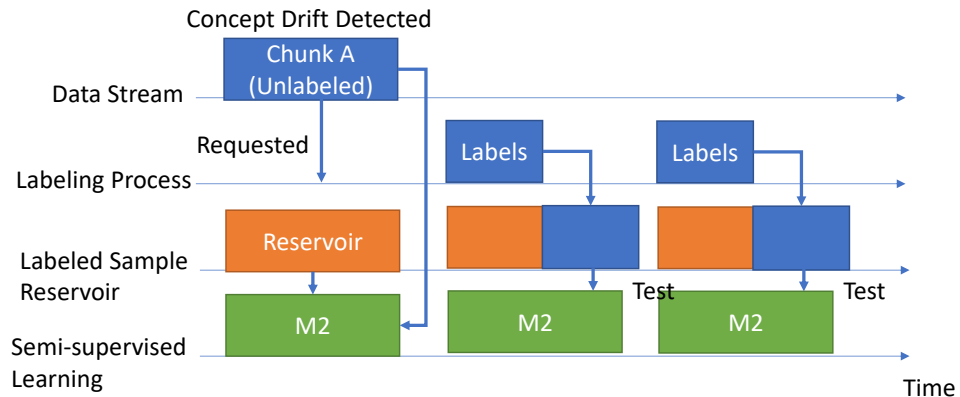 Concept Drift Detected
Chunk A
(Unlabeled)
Data Stream
Requested
Labels
Labels
Labeling Process
Reservoir
Labeled Sample
Reservoir
Test
Test
M2
M2
M2
Semi-supervised
Learning
Time